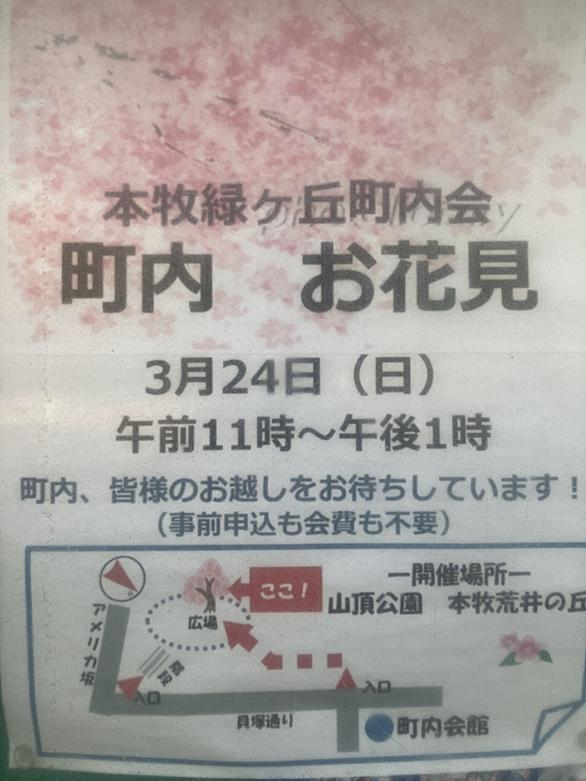 本牧緑ヶ丘町内会
町内　お花見
3月24日（日）
午前11時～午後1時
町内、皆様のお越しをお待ちしています！
（事前申込も会費も不要）
―開催場所―
ここ！
山頂公園　本牧荒井の丘
広場
アメリカ坂
階段
入口
入口
貝塚通り
町内会館